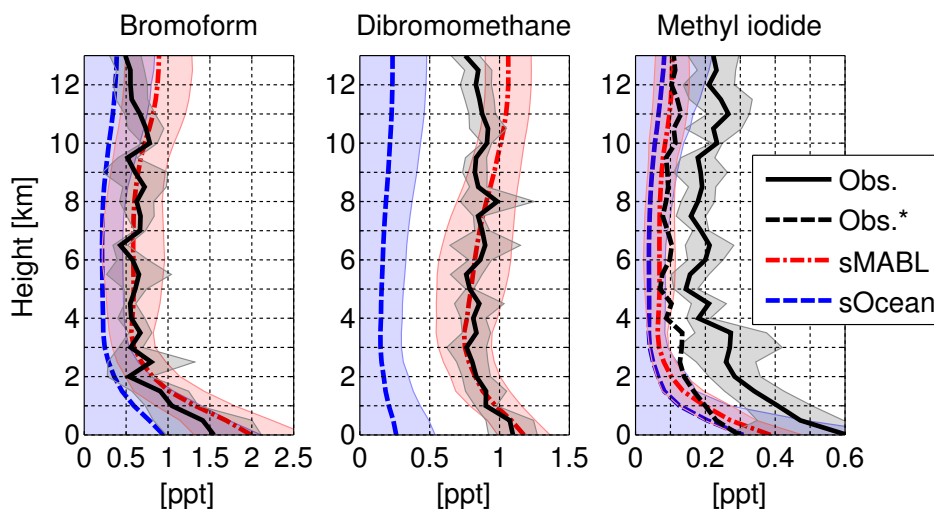 Bromoform Dibromomethane Methyl iodide
Height [km]
12
10
8
6
4
2
0
Obs.
Obs.*
sMABL
sOcean
0 0.5 1 1.5 2 2.5
0 0.5 1 1.5
0 0.2 0.4 0.6
[ppt] [ppt] [ppt]